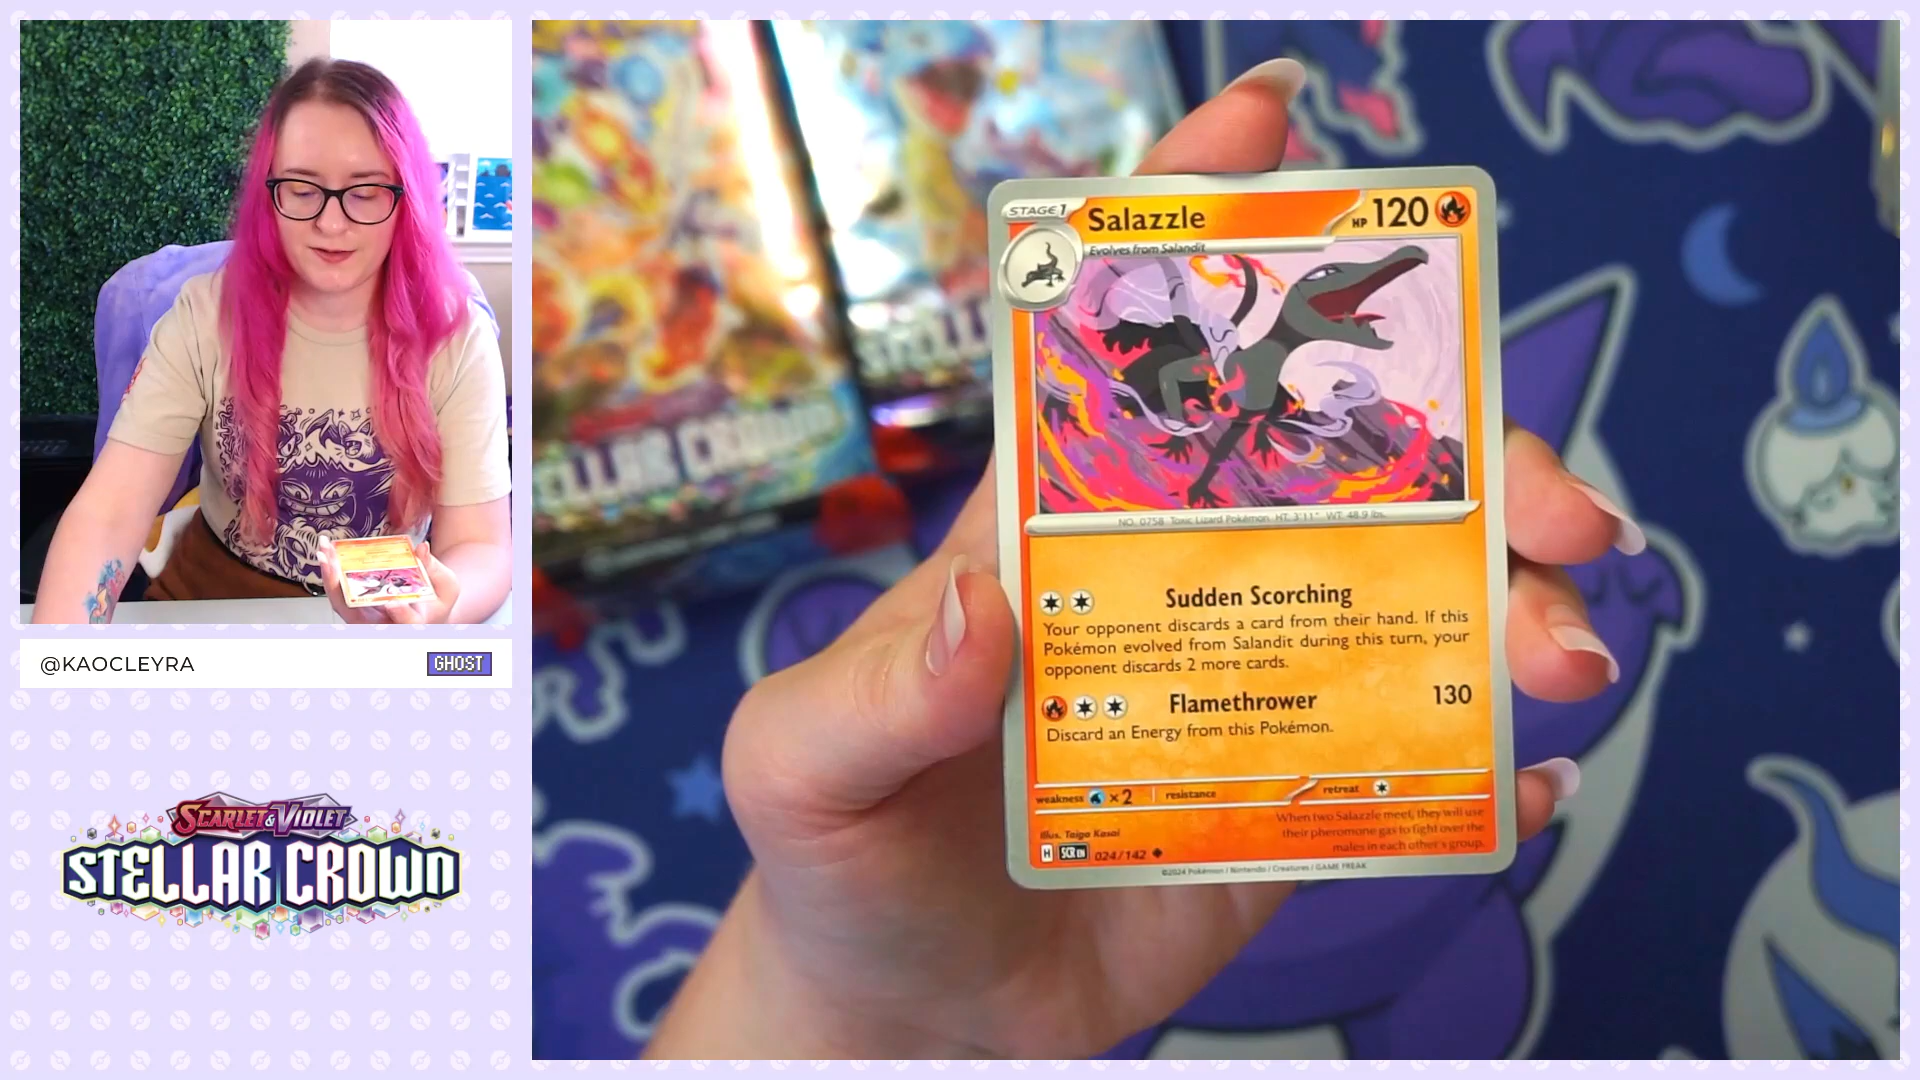 @KAOCLEYRA
GHOST
SCARLET & VIOLET
STELLAR CROWN
STELLAR CROWN
STELL
STAGE 1
Salazzle
HP 120
Evolves from Salandit
NO. 0758 Toxic Lizard Pokémon HT: 3'11" WT: 48.9 lbs.
Sudden Scorching
Your opponent discards a card from their hand. If this
Pokémon evolved from Salandit during this turn, your
opponent discards 2 more cards.
Flamethrower 130
Discard an Energy from this Pokémon.
weakness ×2 resistance retreat
When two Salazzle meet, they will use
their pheromone gas to fight over the
males in each other's group.
Illus. Taiga Kasai
H SCR EN 024/142
©2024 Pokémon / Nintendo / Creatures / GAME FREAK